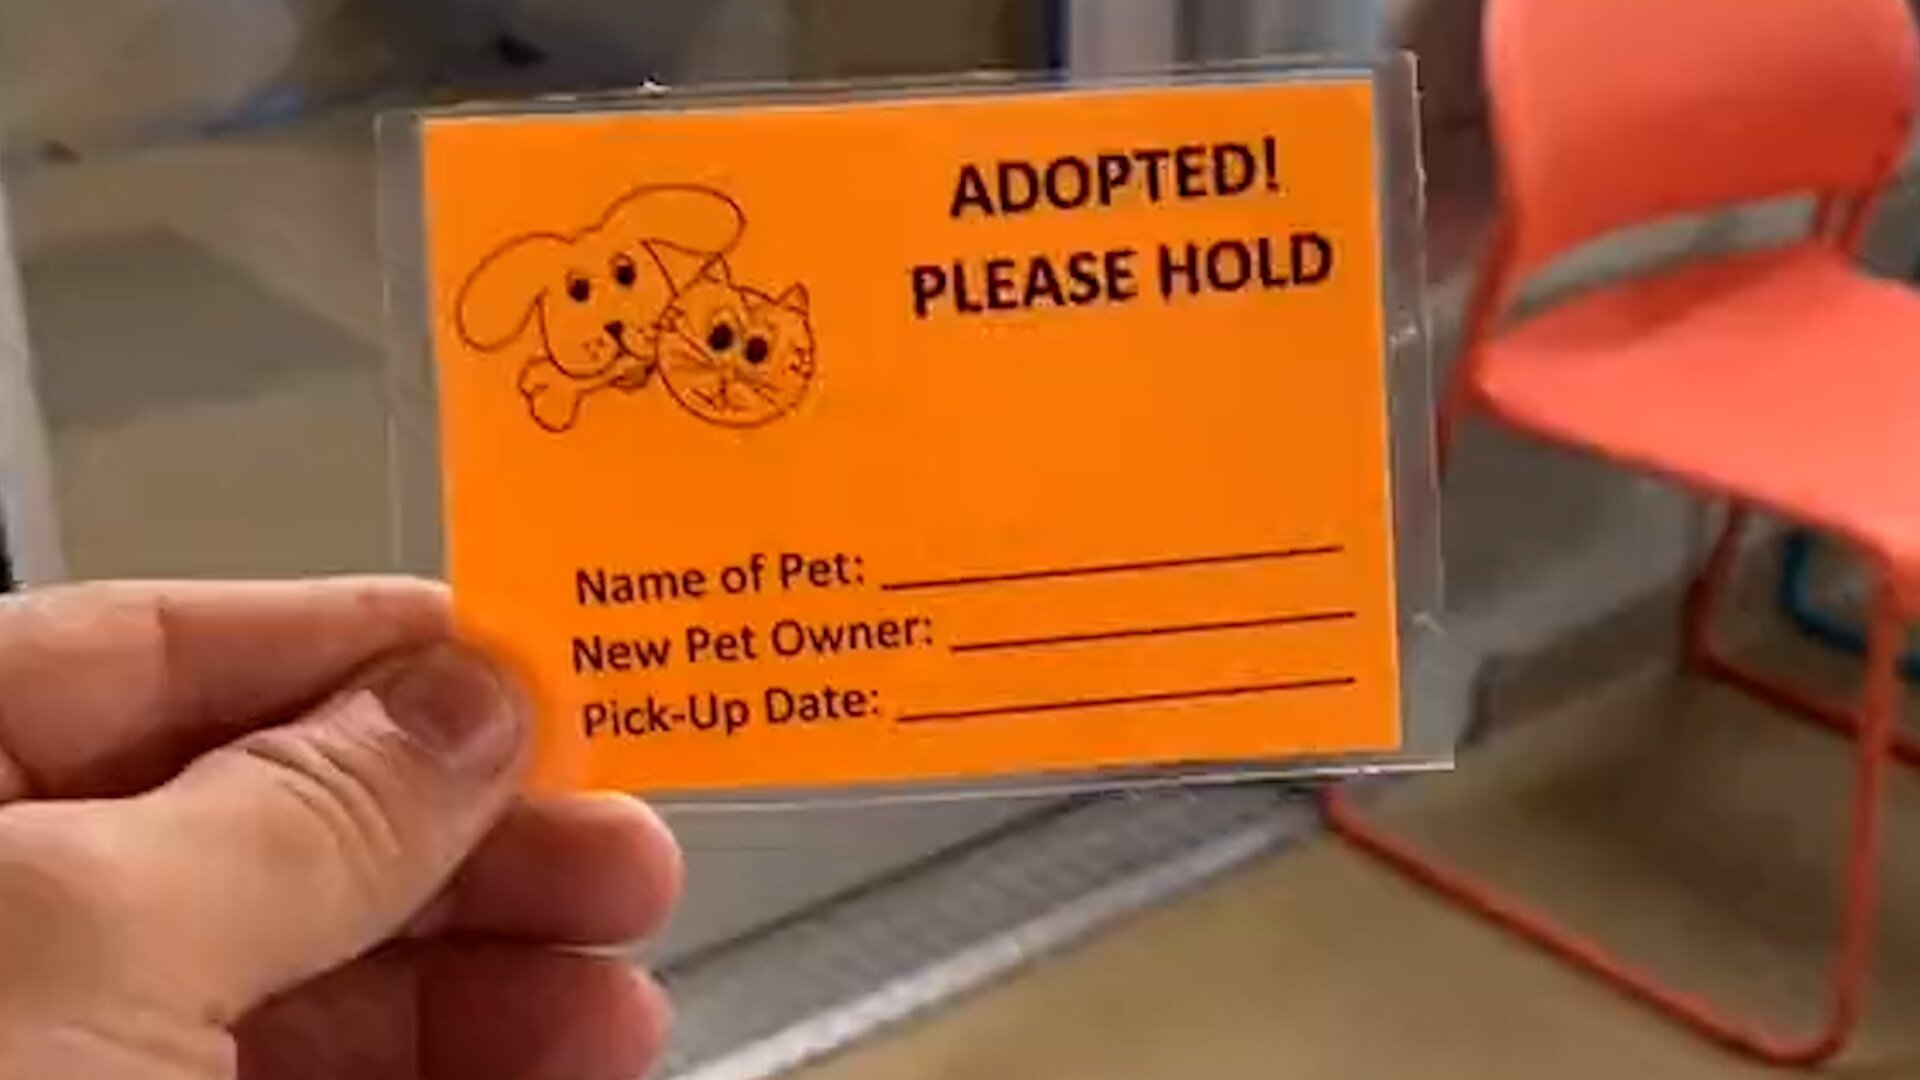 ADOPTED!
PLEASE HOLD
Name of Pet:
New Pet Owner:
Pick-Up Date: